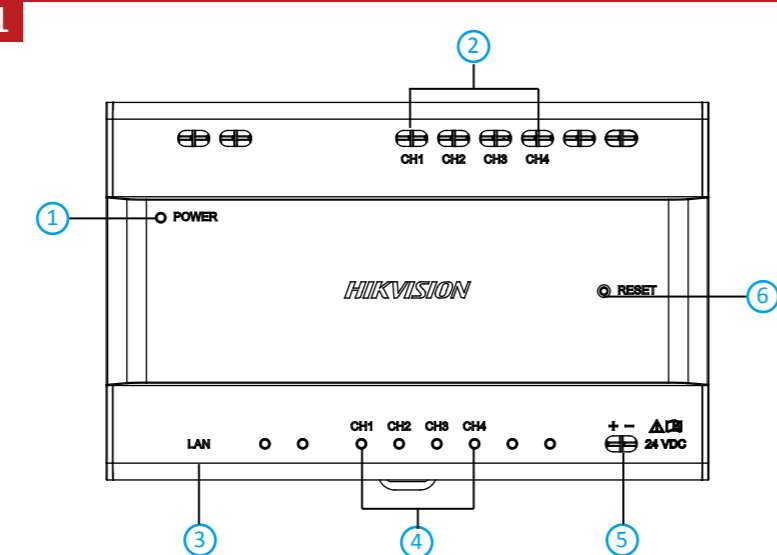 1
2
CH1 CH2 CH3 CH4
1 POWER
HIKVISION
RESET 6
CH1 CH2 CH3 CH4 + -
LAN 24 VDC
3 4 5